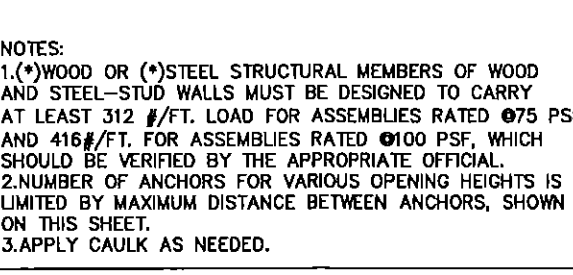 NOTES:
1.(*)WOOD OR (*)STEEL STRUCTURAL MEMBERS OF WOOD
AND STEEL-STUD WALLS MUST BE DESIGNED TO CARRY
AT LEAST 312 #/FT. LOAD FOR ASSEMBLIES RATED @75 PS
AND 416#/FT. FOR ASSEMBLIES RATED @100 PSF, WHICH
SHOULD BE VERIFIED BY THE APPROPRIATE OFFICIAL.
2.NUMBER OF ANCHORS FOR VARIOUS OPENING HEIGHTS IS
LIMITED BY MAXIMUM DISTANCE BETWEEN ANCHORS, SHOWN
ON THIS SHEET.
3.APPLY CAULK AS NEEDED.